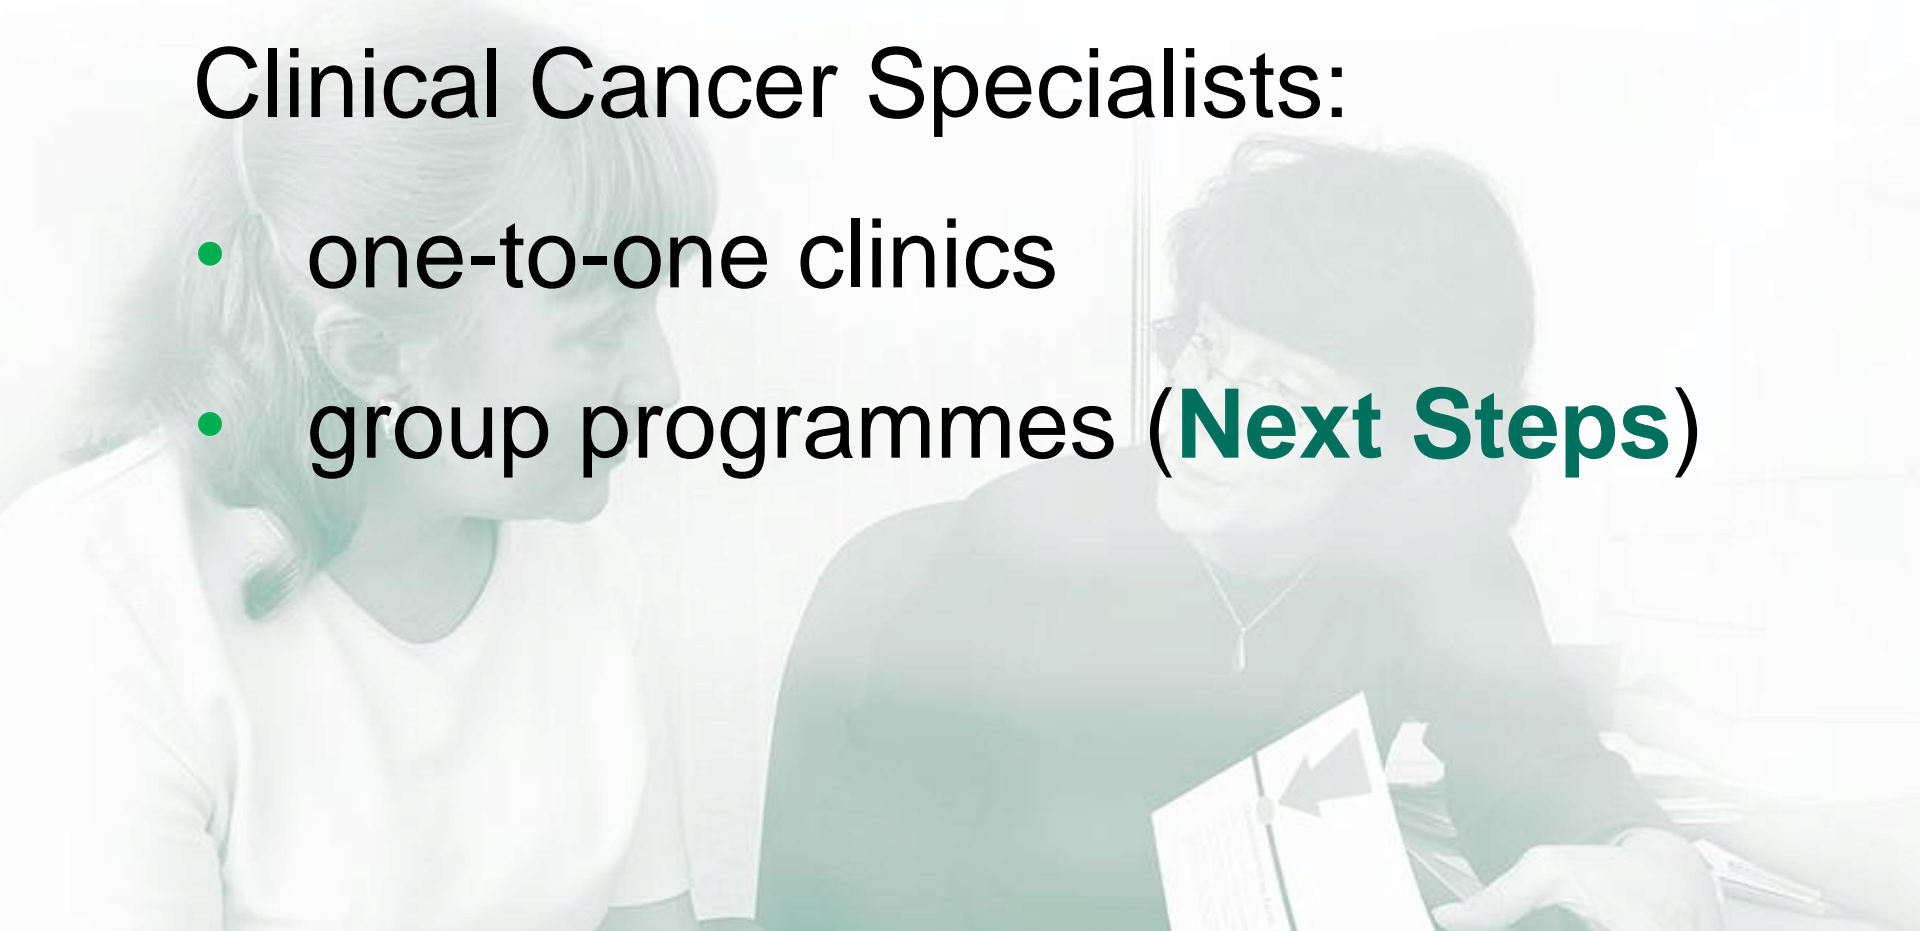 Clinical Cancer Specialists:
• one-to-one clinics
• group programmes (Next Steps)